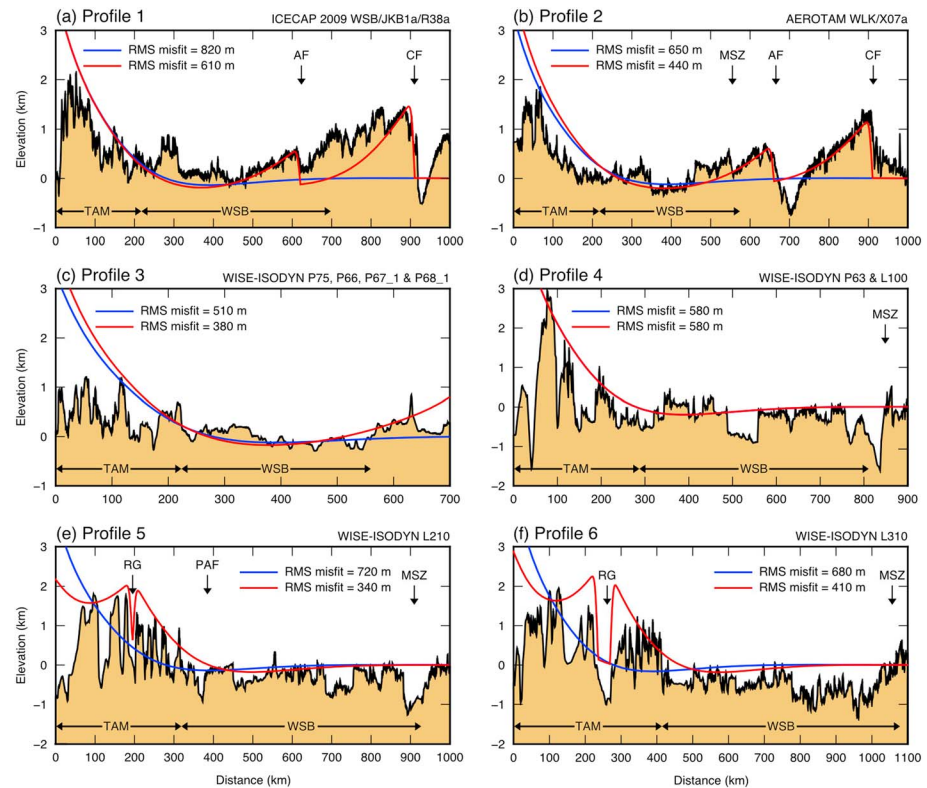 (a) Profile 1
ICECAP 2009 WSB/JKB1a/R38a
3
2
1
0
-1
Elevation (km)
RMS misfit = 820 m
RMS misfit = 610 m
AF
CF
TAM
WSB
0 100 200 300 400 500 600 700 800 900 1000
(b) Profile 2
AEROTAM WLK/X07a
3
2
1
0
-1
RMS misfit = 650 m
RMS misfit = 440 m
MSZ
AF
CF
TAM
WSB
0 100 200 300 400 500 600 700 800 900 1000
(c) Profile 3
WISE-ISODYN P75, P66, P67_1 & P68_1
3
2
1
0
-1
Elevation (km)
RMS misfit = 510 m
RMS misfit = 380 m
TAM
WSB
0 100 200 300 400 500 600 700
(d) Profile 4
WISE-ISODYN P63 & L100
3
2
1
0
-1
-2
RMS misfit = 580 m
RMS misfit = 580 m
MSZ
TAM
WSB
0 100 200 300 400 500 600 700 800 900
(e) Profile 5
WISE-ISODYN L210
3
2
1
0
-1
-2
Elevation (km)
RG
PAF
RMS misfit = 720 m
RMS misfit = 340 m
MSZ
TAM
WSB
0 100 200 300 400 500 600 700 800 900 1000
Distance (km)
(f) Profile 6
WISE-ISODYN L310
3
2
1
0
-1
-2
RG
RMS misfit = 680 m
RMS misfit = 410 m
MSZ
TAM
WSB
0 100 200 300 400 500 600 700 800 900 1000 1100
Distance (km)